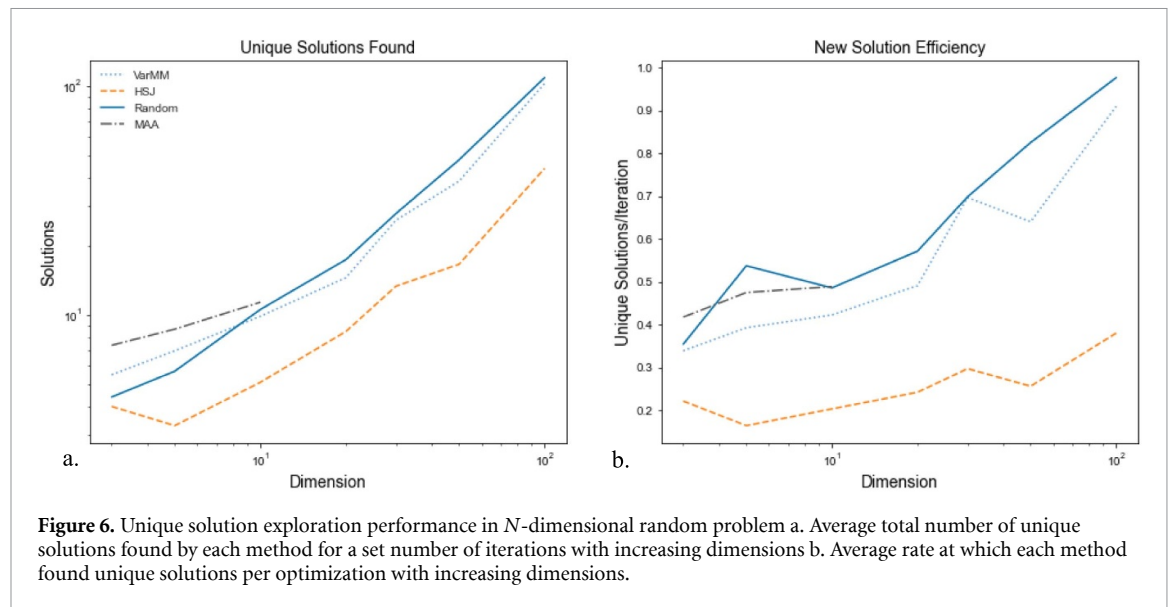 Unique Solutions Found
VarMM
HSJ
Random
MAA
10²
10¹
Solutions
10¹
10²
Dimension
a.
New Solution Efficiency
1.0
0.9
0.8
0.7
0.6
0.5
0.4
0.3
0.2
Unique Solutions/Iteration
10¹
10²
Dimension
b.
Figure 6. Unique solution exploration performance in N-dimensional random problem a. Average total number of unique
solutions found by each method for a set number of iterations with increasing dimensions b. Average rate at which each method
found unique solutions per optimization with increasing dimensions.